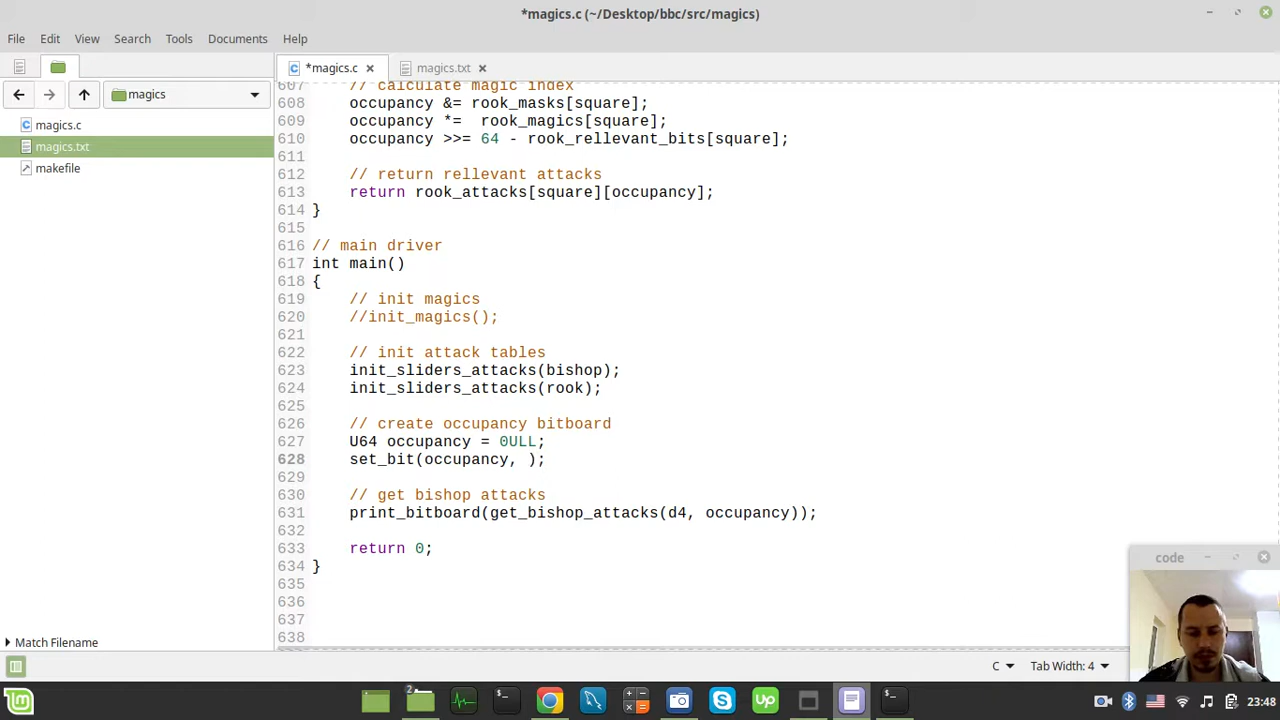 *magics.c (~/Desktop/bbc/src/magics)
File Edit View Search Tools Documents Help
*magics.c
magics.txt
magics
magics.c
magics.txt
makefile
607 // calculate magic index
608 occupancy &= rook_masks[square];
609 occupancy *=  rook_magics[square];
610 occupancy >>= 64 - rook_rellevant_bits[square];
611
612 // return rellevant attacks
613 return rook_attacks[square][occupancy];
614 }
615
616 // main driver
617 int main()
618 {
619 // init magics
620 //init_magics();
621
622 // init attack tables
623 init_sliders_attacks(bishop);
624 init_sliders_attacks(rook);
625
626 // create occupancy bitboard
627 U64 occupancy = 0ULL;
628 set_bit(occupancy, );
629
630 // get bishop attacks
631 print_bitboard(get_bishop_attacks(d4, occupancy));
632
633 return 0;
634 }
635
636
637
638
code
Match Filename
C Tab Width: 4
2 23:48